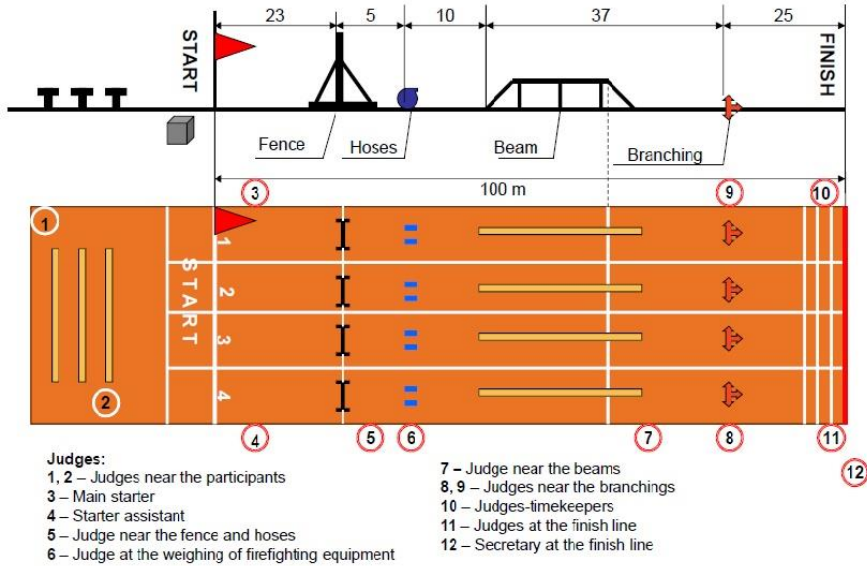 23 5 10 37 25
START
FINISH
Fence Hoses Beam Branching
100 m
3 9 10
1
1
START
2
3
2
4
4 5 6 7 8 11
12
Judges:
1, 2 – Judges near the participants
3 – Main starter
4 – Starter assistant
5 – Judge near the fence and hoses
6 – Judge at the weighing of firefighting equipment
7 – Judge near the beams
8, 9 – Judges near the branchings
10 – Judges-timekeepers
11 – Judges at the finish line
12 – Secretary at the finish line